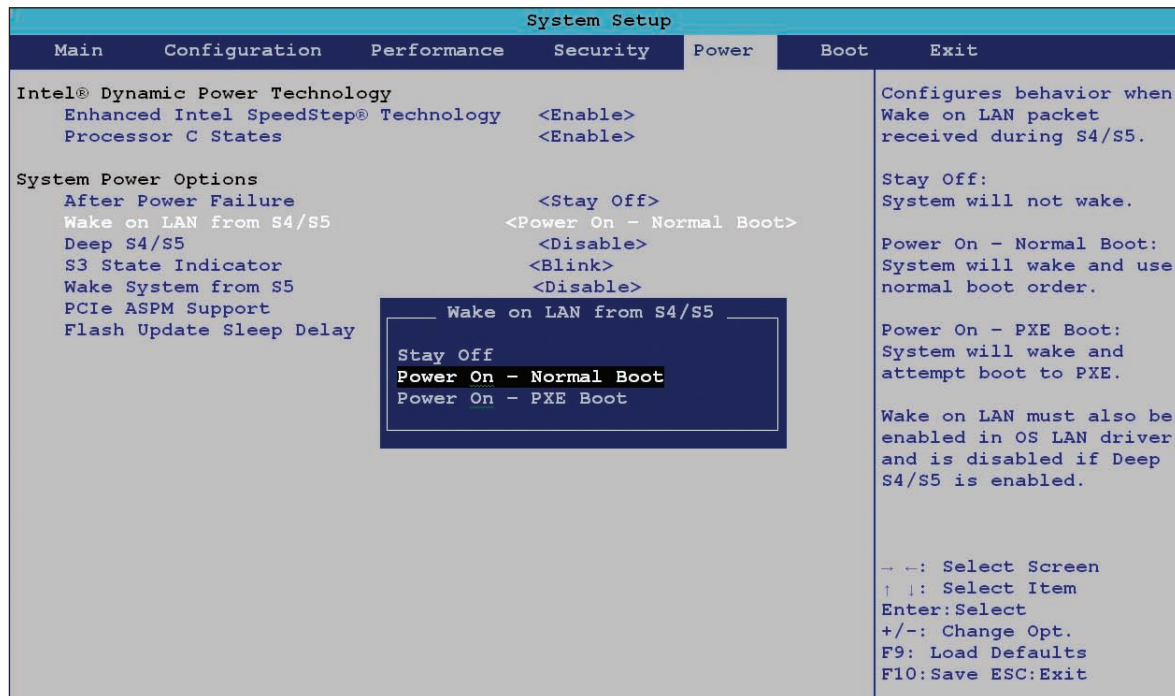 System Setup
Main Configuration Performance Security Power Boot Exit
Intel® Dynamic Power Technology
Enhanced Intel SpeedStep® Technology <Enable>
Processor C States <Enable>
System Power Options
After Power Failure <Stay Off>
Wake on LAN from S4/S5 <Power On – Normal Boot>
Deep S4/S5 <Disable>
S3 State Indicator <Blink>
Wake System from S5 <Disable>
PCIe ASPM Support
Flash Update Sleep Delay
Wake on LAN from S4/S5
Stay Off
Power On – Normal Boot
Power On – PXE Boot
Configures behavior when
Wake on LAN packet
received during S4/S5.
Stay Off:
System will not wake.
Power On – Normal Boot:
System will wake and use
normal boot order.
Power On – PXE Boot:
System will wake and
attempt boot to PXE.
Wake on LAN must also be
enabled in OS LAN driver
and is disabled if Deep
S4/S5 is enabled.
→ ←: Select Screen
↑ ↓: Select Item
Enter:Select
+/-: Change Opt.
F9: Load Defaults
F10:Save ESC:Exit